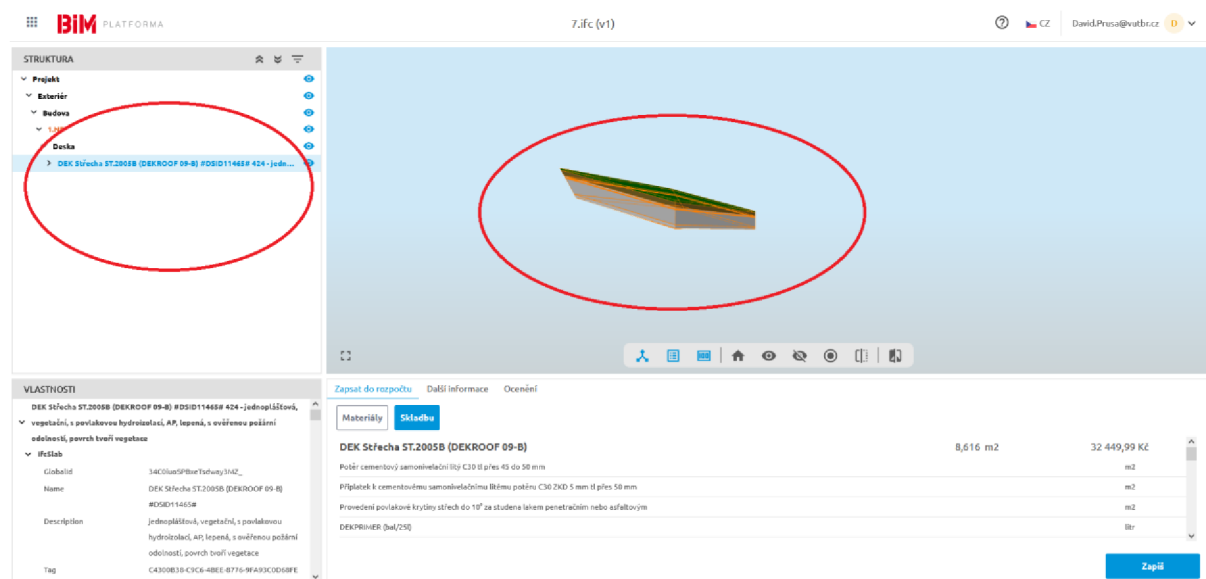 BIM PLATFORMA
7.ifc (v1)
CZ
David.Prusa@vutbr.cz
D
STRUKTURA
Projekt
Exteriér
Budova
Deska
DEK Střecha ST.2005B (DEKROOF 09-B) #DSID11465# 424 - jedn...
VLASTNOSTI
DEK Střecha ST.2005B (DEKROOF 09-B) #DSID11465# 424 - jednoplášťová,
vegetační, s povlakovou hydroizolací, AP, lepená, s ověřenou požární
odolností, povrch tvoří vegetace
IfcSlab
GlobalId
Name DEK Střecha ST.2005B (DEKROOF 09-B)
#DSID11465#
Description jednoplášťová, vegetační, s povlakovou
hydroizolací, AP, lepená, s ověřenou požární
odolností, povrch tvoří vegetace
Tag C4300B38-C9C6-4BEE-8776-9FA93C0D68FE
Zapsat do rozpočtu Další informace Ocenění
Materiály Skladbu
DEK Střecha ST.2005B (DEKROOF 09-B) 8,616 m2 32 449,99 Kč
Potěr cementový samonivelační litý C30 tl přes 45 do 50 mm m2
Příplatek k cementovému samonivelačnímu litému potěru C30 ZKD 5 mm tl přes 50 mm m2
Provedení povlakové krytiny střech do 10° za studena lakem penetračním nebo asfaltovým m2
DEKPRIMER (bal/25l) litr
Zapiš